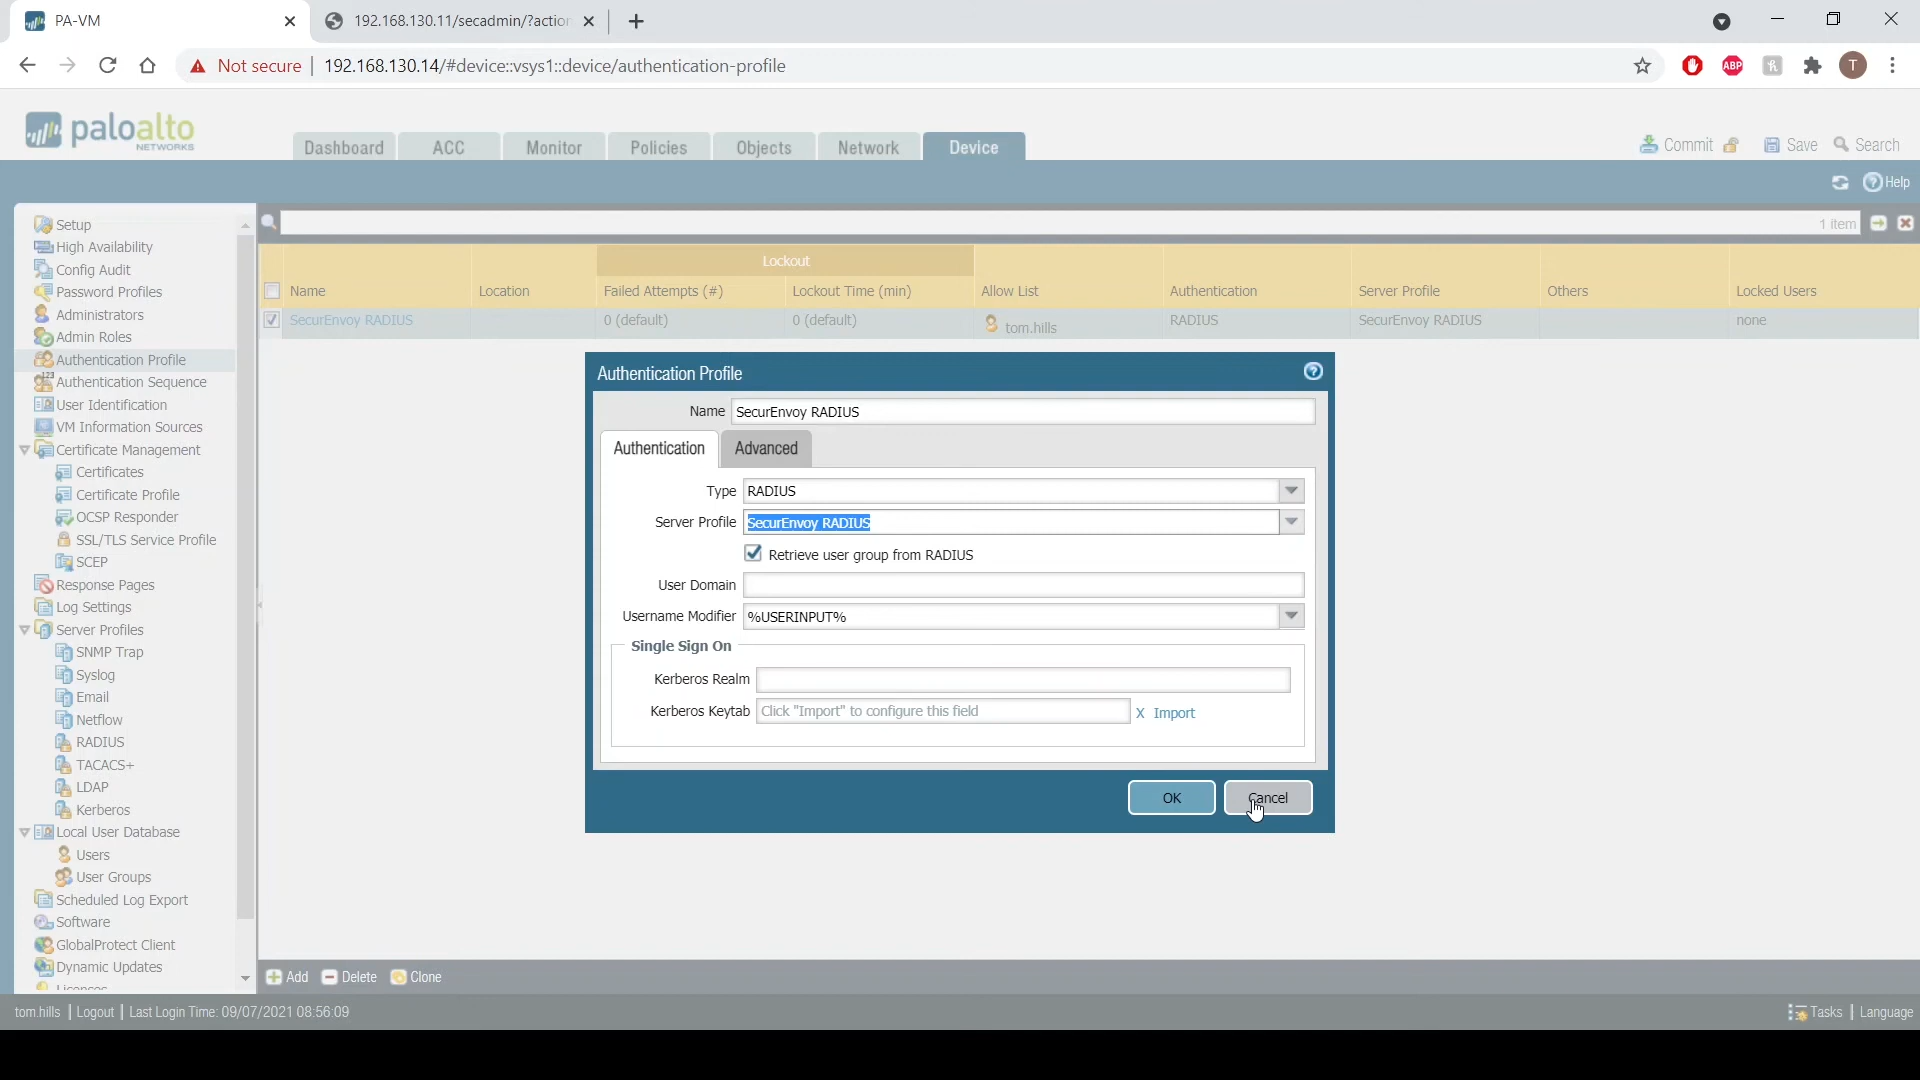 PA-VM
192.168.130.11/secadmin/?action
Not secure
192.168.130.14/#device::vsys1::device/authentication-profile
ABP
T
paloalto
NETWORKS
Dashboard
ACC
Monitor
Policies
Objects
Network
Device
Commit
Save
Search
Help
Setup
High Availability
Config Audit
Password Profiles
Administrators
Admin Roles
Authentication Profile
Authentication Sequence
User Identification
VM Information Sources
Certificate Management
Certificates
Certificate Profile
OCSP Responder
SSL/TLS Service Profile
SCEP
Response Pages
Log Settings
Server Profiles
SNMP Trap
Syslog
Email
Netflow
RADIUS
TACACS+
LDAP
Kerberos
Local User Database
Users
User Groups
Scheduled Log Export
Software
GlobalProtect Client
Dynamic Updates
Licenses
1 item
Lockout
Name
Location
Failed Attempts (#)
Lockout Time (min)
Allow List
Authentication
Server Profile
Others
Locked Users
SecurEnvoy RADIUS
0 (default)
0 (default)
tom.hills
RADIUS
SecurEnvoy RADIUS
none
Authentication Profile
Name
SecurEnvoy RADIUS
Authentication
Advanced
Type
RADIUS
Server Profile
SecurEnvoy RADIUS
Retrieve user group from RADIUS
User Domain
Username Modifier
%USERINPUT%
Single Sign On
Kerberos Realm
Kerberos Keytab
Click "Import" to configure this field
X Import
OK
Cancel
Add
Delete
Clone
tom.hills | Logout | Last Login Time: 09/07/2021 08:56:09
Tasks | Language